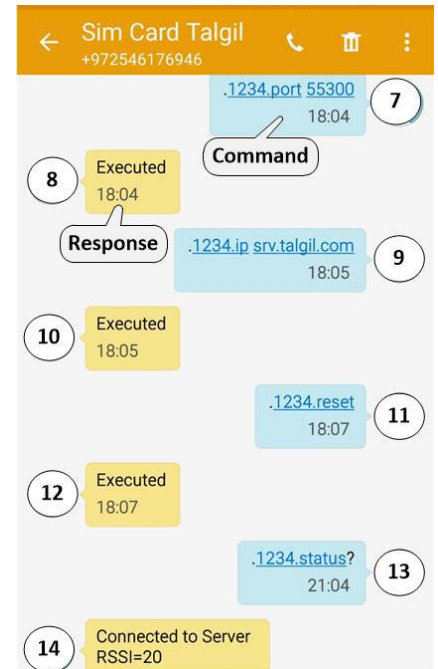 Sim Card Talgil
+972546176946
.1234.port 55300
18:04
7
Command
8
Executed
18:04
Response
.1234.ip srv.talgil.com
18:05
9
10
Executed
18:05
.1234.reset
18:07
11
12
Executed
18:07
.1234.status?
21:04
13
14
Connected to Server
RSSI=20